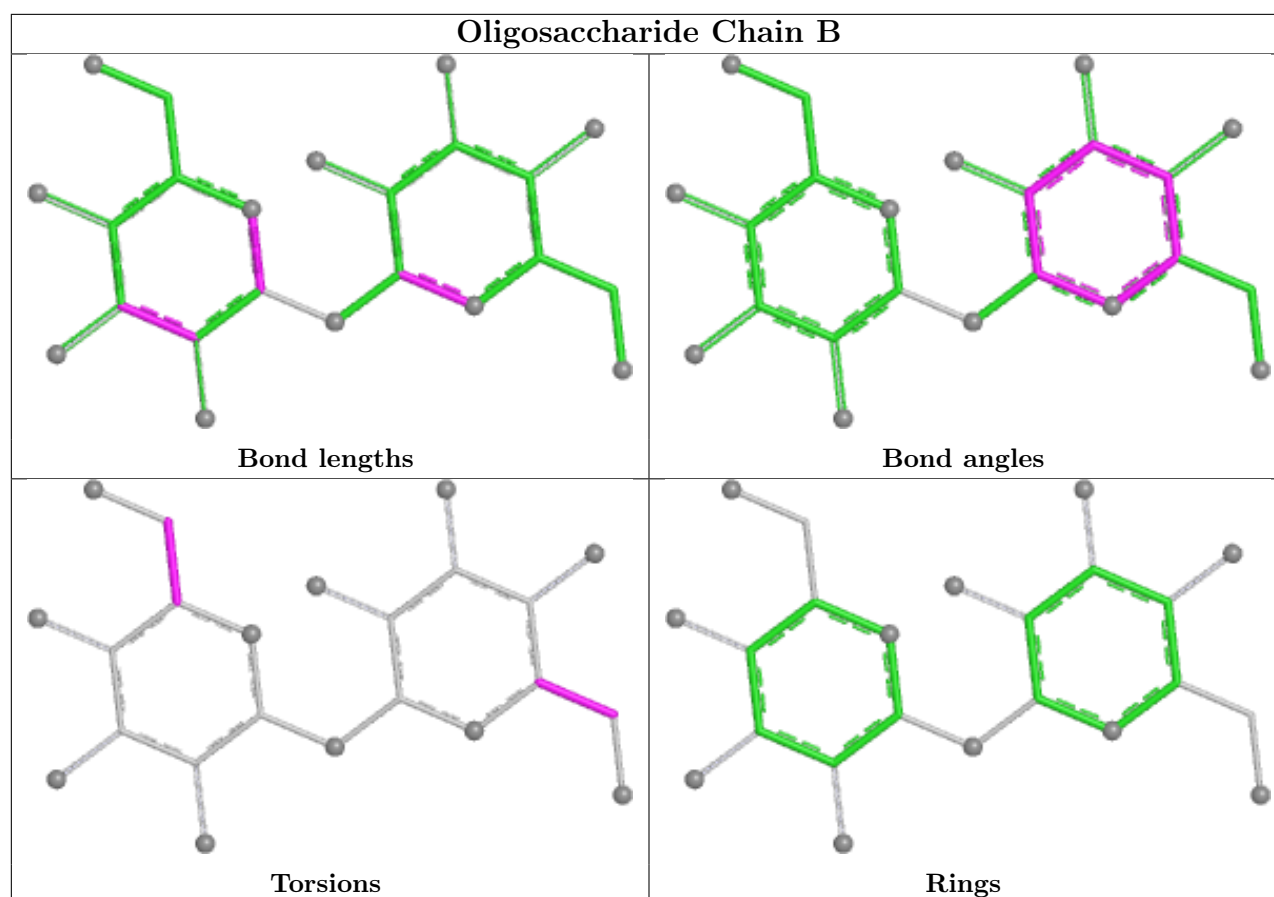 Oligosaccharide Chain B
Bond lengths
Bond angles
Torsions
Rings